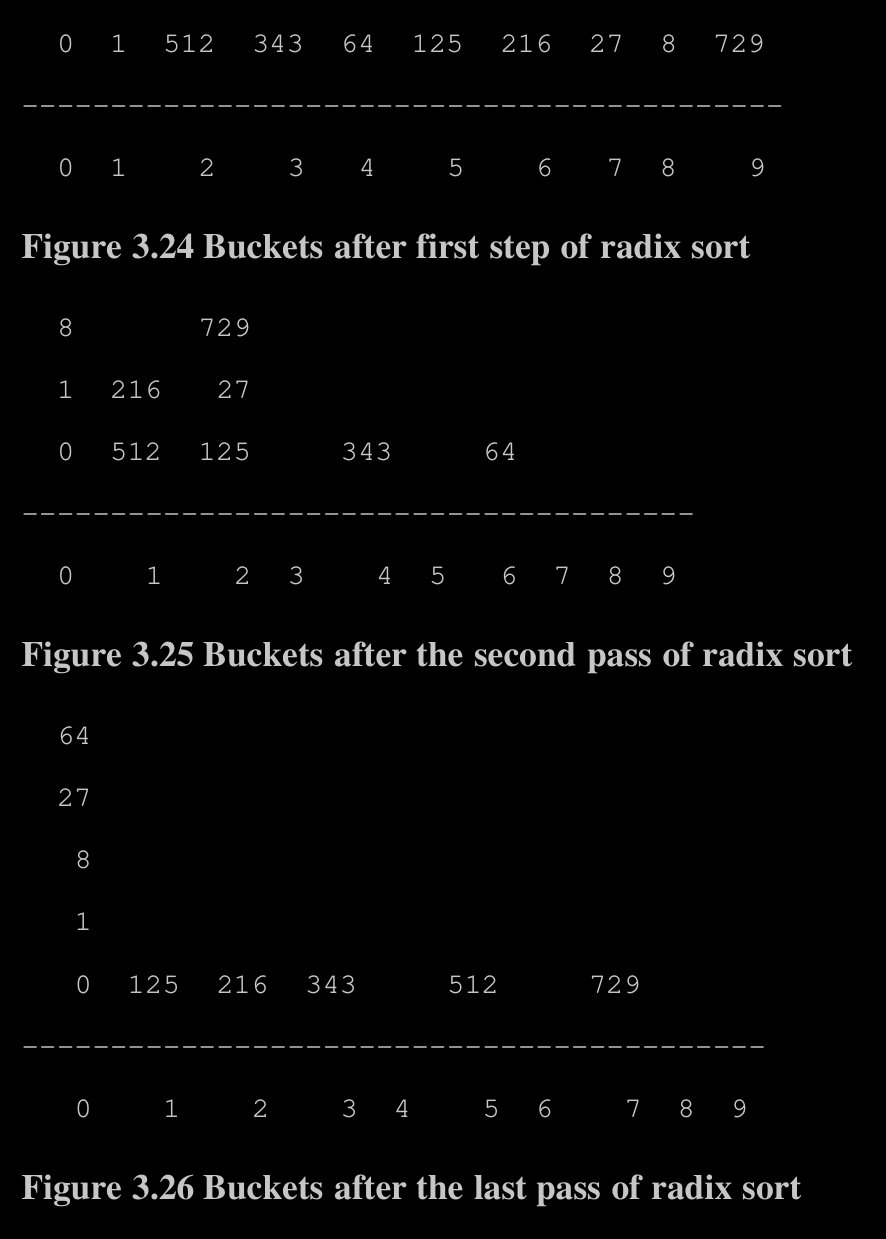 0 1 512 343 64 125 216 27 8 729
-------------------------------------------
0 1 2 3 4 5 6 7 8 9
Figure 3.24 Buckets after first step of radix sort
8 729
1 216 27
0 512 125 343 64
--------------------------------------
0 1 2 3 4 5 6 7 8 9
Figure 3.25 Buckets after the second pass of radix sort
64
27
8
1
0 125 216 343 512 729
------------------------------------------
0 1 2 3 4 5 6 7 8 9
Figure 3.26 Buckets after the last pass of radix sort